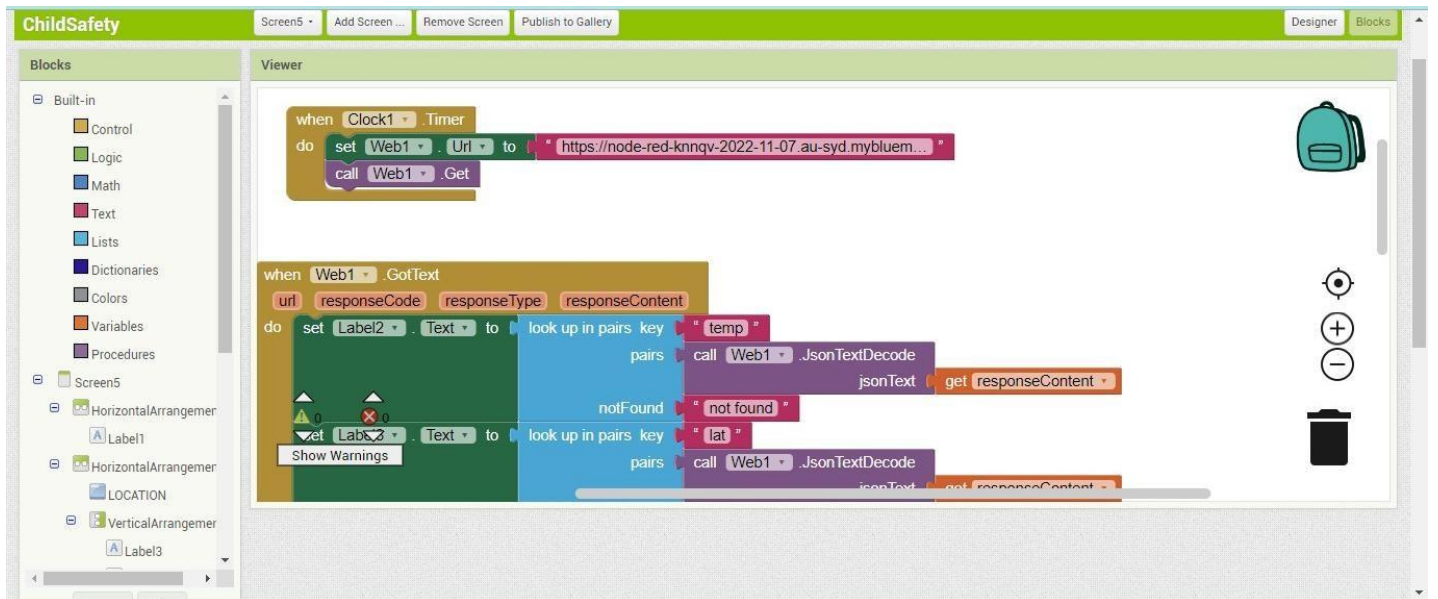 ChildSafety
Screen5
Add Screen ...
Remove Screen
Publish to Gallery
Designer
Blocks
Blocks
Viewer
Built-in
Control
Logic
Math
Text
Lists
Dictionaries
Colors
Variables
Procedures
Screen5
HorizontalArrangemen
Label1
HorizontalArrangemen
LOCATION
VerticalArrangemen
Label3
when Clock1 .Timer
do set Web1 . Url to " https://node-red-knnqv-2022-11-07.au-syd.mybluem... "
call Web1 .Get
when Web1 .GotText
url responseCode responseType responseContent
do set Label2 . Text to look up in pairs key " temp "
pairs call Web1 .JsonTextDecode
jsonText get responseContent
notFound " not found "
0 0
set Label3 . Text to look up in pairs key " lat "
Show Warnings
pairs call Web1 .JsonTextDecode
jsonText get responseContent